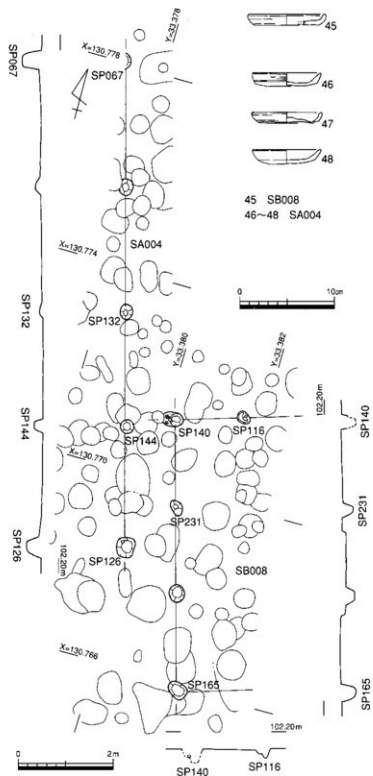 SP067
X=130.778
SP067
Y=33.378
45
46
47
48
45 SB008
46〜48 SA004
0 10cm
SA004
X=130.774
SP132
SP132
Y=33.380
Y=33.382
102.20m
SP144
SP144
SP140
SP116
SP140
X=130.770
SP231
SP231
SP126
SP126
102.20m
SB008
X=130.766
SP165
SP165
102.20m
0 2m
SP140
SP116